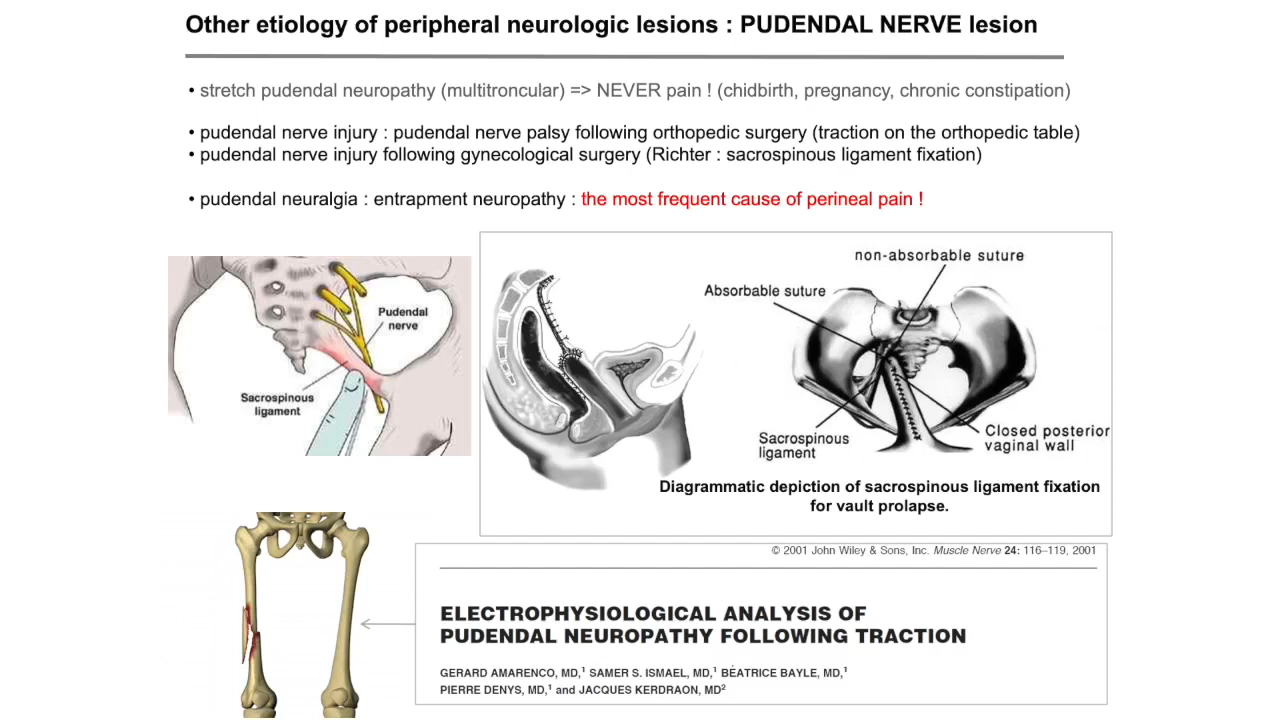 Other etiology of peripheral neurologic lesions : PUDENDAL NERVE lesion
• stretch pudendal neuropathy (multitroncular) => NEVER pain ! (chidbirth, pregnancy, chronic constipation)
• pudendal nerve injury : pudendal nerve palsy following orthopedic surgery (traction on the orthopedic table)
• pudendal nerve injury following gynecological surgery (Richter : sacrospinous ligament fixation)
• pudendal neuralgia : entrapment neuropathy : the most frequent cause of perineal pain !
Pudendal
nerve
Sacrospinous
ligament
non-absorbable suture
Absorbable suture
Sacrospinous
ligament
Closed posterior
vaginal wall
Diagrammatic depiction of sacrospinous ligament fixation
for vault prolapse.
© 2001 John Wiley & Sons, Inc. Muscle Nerve 24: 116–119, 2001
ELECTROPHYSIOLOGICAL ANALYSIS OF
PUDENDAL NEUROPATHY FOLLOWING TRACTION
GERARD AMARENCO, MD,¹ SAMER S. ISMAEL, MD,¹ BÉATRICE BAYLE, MD,¹
PIERRE DENYS, MD,¹ and JACQUES KERDRAON, MD²